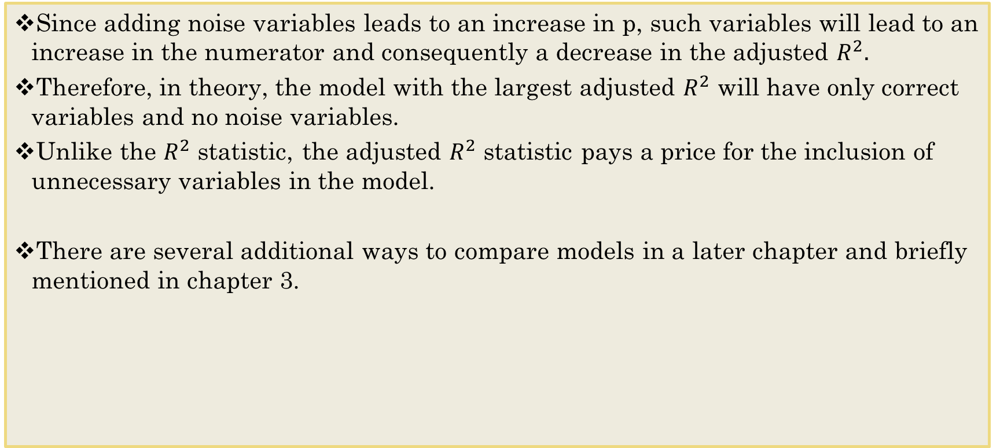 ❖Since adding noise variables leads to an increase in p, such variables will lead to an
increase in the numerator and consequently a decrease in the adjusted 𝑅².
❖Therefore, in theory, the model with the largest adjusted 𝑅² will have only correct
variables and no noise variables.
❖Unlike the 𝑅² statistic, the adjusted 𝑅² statistic pays a price for the inclusion of
unnecessary variables in the model.
❖There are several additional ways to compare models in a later chapter and briefly
mentioned in chapter 3.